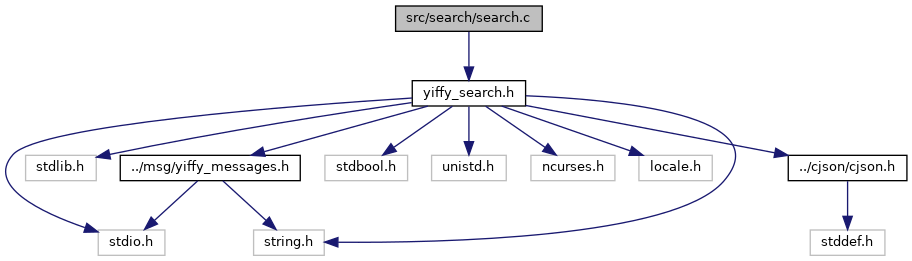 src/search/search.c
yiffy_search.h
stdlib.h
../msg/yiffy_messages.h
stdbool.h
unistd.h
ncurses.h
locale.h
../cjson/cjson.h
stdio.h
string.h
stddef.h